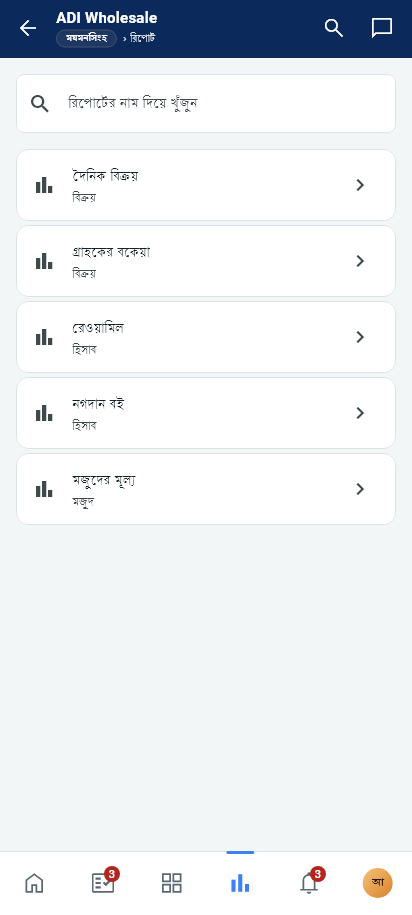 ADI Wholesale
ময়মনসিংহ › রিপোর্ট
রিপোর্টের নাম দিয়ে খুঁজুন
দৈনিক বিক্রয়
বিক্রয়
গ্রাহকের বকেয়া
বিক্রয়
রেওয়ামিল
হিসাব
নগদান বই
হিসাব
মজুদের মূল্য
মজুদ
3
3
আ